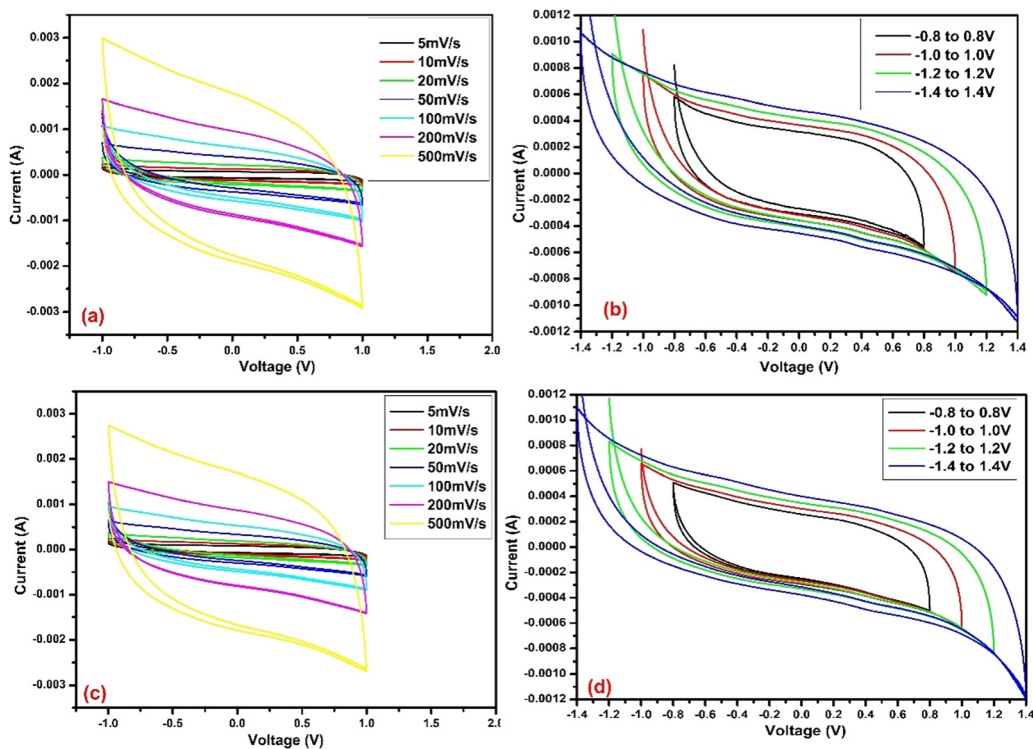 0.003
0.002
0.001
0.000
-0.001
-0.002
-0.003
Current (A)
-1.0 -0.5 0.0 0.5 1.0 1.5 2.0
Voltage (V)
(a)
5mV/s
10mV/s
20mV/s
50mV/s
100mV/s
200mV/s
500mV/s
0.0012
0.0010
0.0008
0.0006
0.0004
0.0002
0.0000
-0.0002
-0.0004
-0.0006
-0.0008
-0.0010
-0.0012
Current (A)
-1.4 -1.2 -1.0 -0.8 -0.6 -0.4 -0.2 0.0 0.2 0.4 0.6 0.8 1.0 1.2 1.4
Voltage (V)
(b)
-0.8 to 0.8V
-1.0 to 1.0V
-1.2 to 1.2V
-1.4 to 1.4V
0.003
0.002
0.001
0.000
-0.001
-0.002
-0.003
Current (A)
-1.0 -0.5 0.0 0.5 1.0 1.5 2.0
Voltage (V)
(c)
5mV/s
10mV/s
20mV/s
50mV/s
100mV/s
200mV/s
500mV/s
0.0012
0.0010
0.0008
0.0006
0.0004
0.0002
0.0000
-0.0002
-0.0004
-0.0006
-0.0008
-0.0010
-0.0012
Current (A)
-1.4 -1.2 -1.0 -0.8 -0.6 -0.4 -0.2 0.0 0.2 0.4 0.6 0.8 1.0 1.2 1.4
Voltage (V)
(d)
-0.8 to 0.8V
-1.0 to 1.0V
-1.2 to 1.2V
-1.4 to 1.4V